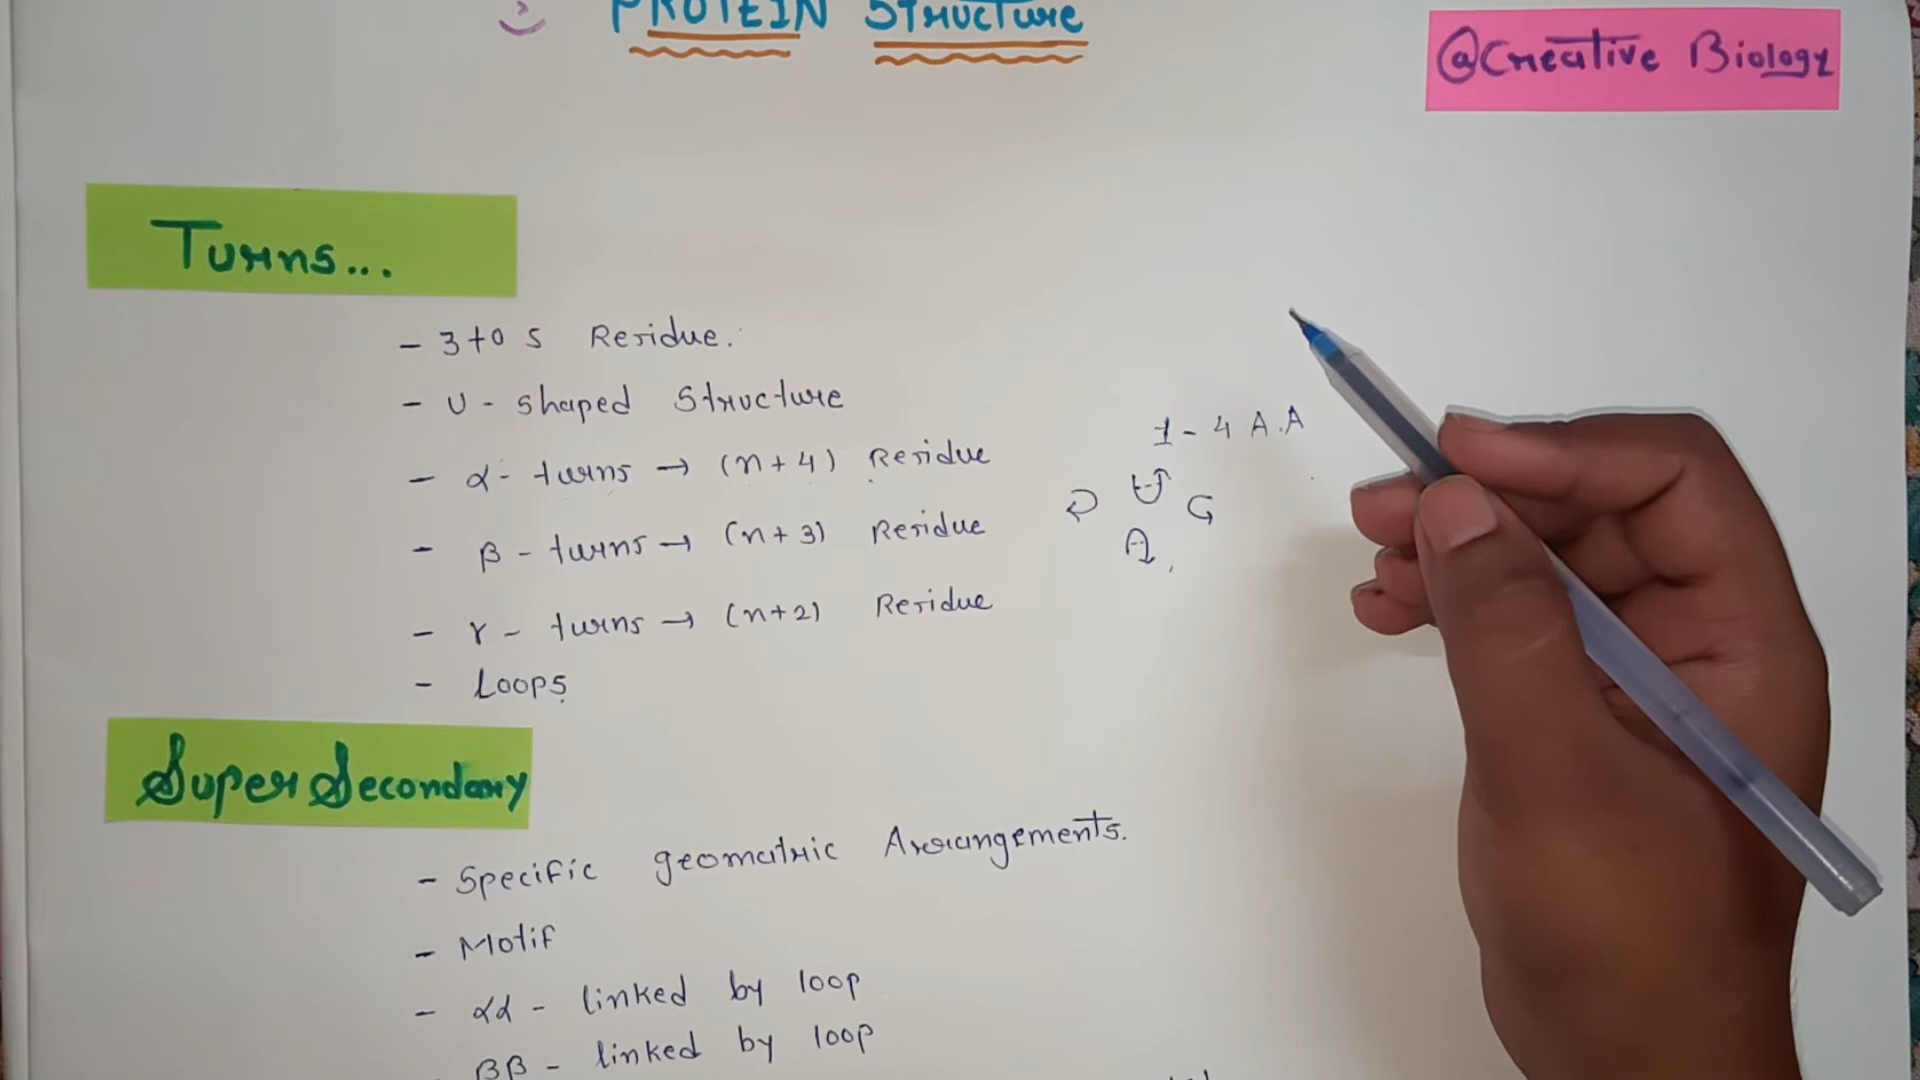 PROTEIN Structure
@Creative Biology
Turns...
- 3 to 5 Residue.
- U - shaped Structure
- α - turns → (n+4) Residue
- β - turns → (n+3) Residue
- γ - turns → (n+2) Residue
- Loops
1 - 4 A.A
Super Secondary
- Specific geomatric Arrangements.
- Motif
- αα - linked by loop
ββ - linked by loop